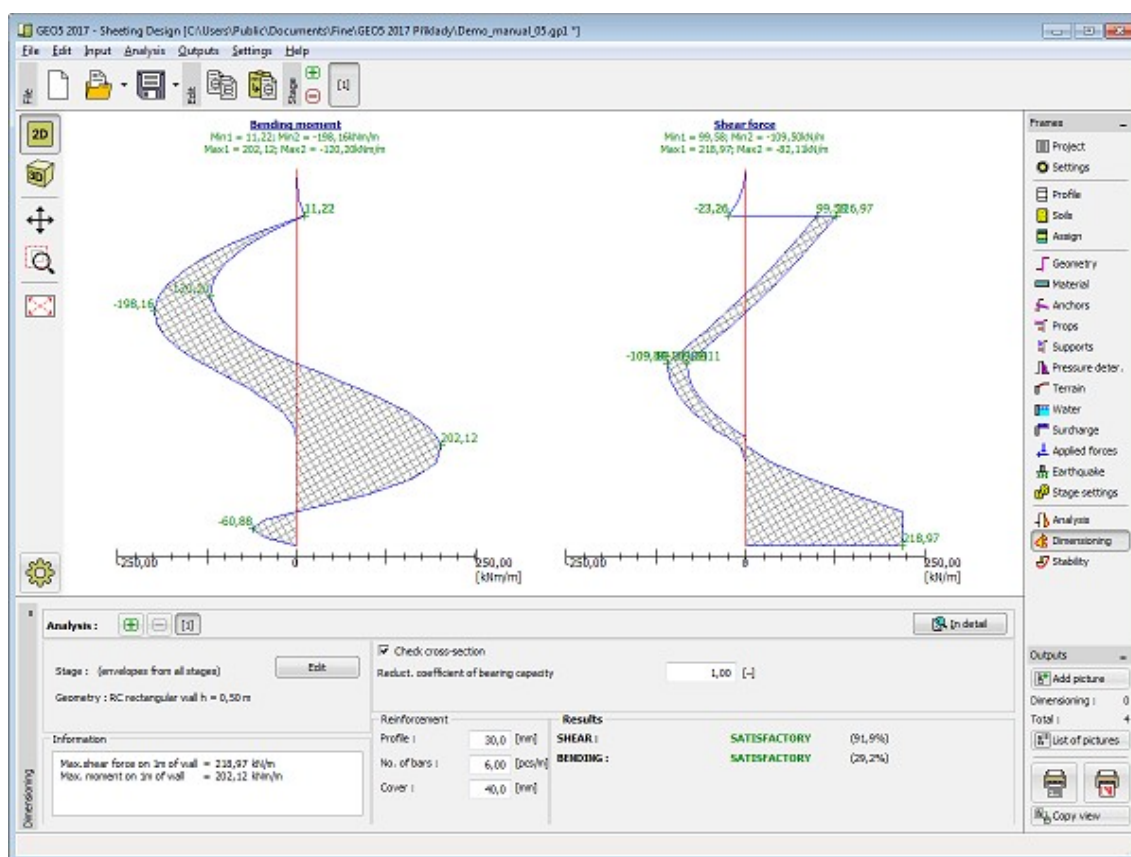 GEO5 2017 - Sheeting Design [C:\Users\Public\Documents\Fine\GEO5 2017 Příklady\Demo_manual_05.gp1 *]
File Edit Input Analysis Outputs Settings Help
File
Edit
Stage
[1]
2D
3D
Bending moment
Min1 = 11,22; Min2 = -198,16kNm/m
Max1 = 202,12; Max2 = -120,20kNm/m
11,22
-120,20
-198,16
202,12
-60,88
-250,00 0 250,00
[kNm/m]
Shear force
Min1 = 99,58; Min2 = -109,50kN/m
Max1 = 218,97; Max2 = -82,11kN/m
-23,26
99,58
218,97
-250,00 0 250,00
[kN/m]
Frames
Project
Settings
Profile
Soils
Assign
Geometry
Material
Anchors
Props
Supports
Pressure deter.
Terrain
Water
Surcharge
Applied forces
Earthquake
Stage settings
Analysis
Dimensioning
Stability
Outputs
Add picture
Dimensioning : 0
Total : 4
List of pictures
Copy view
Dimensioning
Analysis : [1]
In detail
Stage : (envelopes from all stages) Edit
Geometry : RC rectangular wall h = 0,50 m
Information
Max.shear force on 1m of wall = 218,97 kN/m
Max. moment on 1m of wall = 202,12 kNm/m
Check cross-section
Reduct. coefficient of bearing capacity 1,00 [-]
Reinforcement
Profile : 30,0 [mm]
No. of bars : 6,00 [pcs/m]
Cover : 40,0 [mm]
Results
SHEAR : SATISFACTORY (91,9%)
BENDING : SATISFACTORY (29,2%)